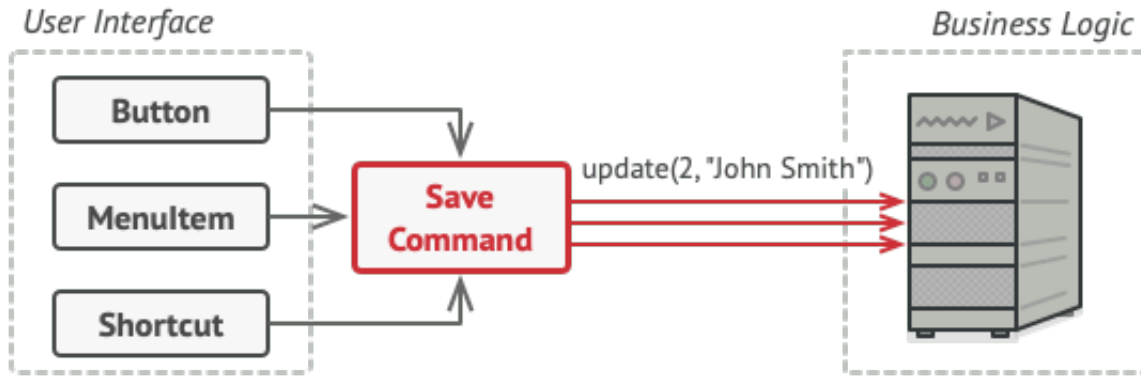 User Interface
Business Logic
Button
update(2,"John Smith")
MenuItem
Save
Command
Shortcut